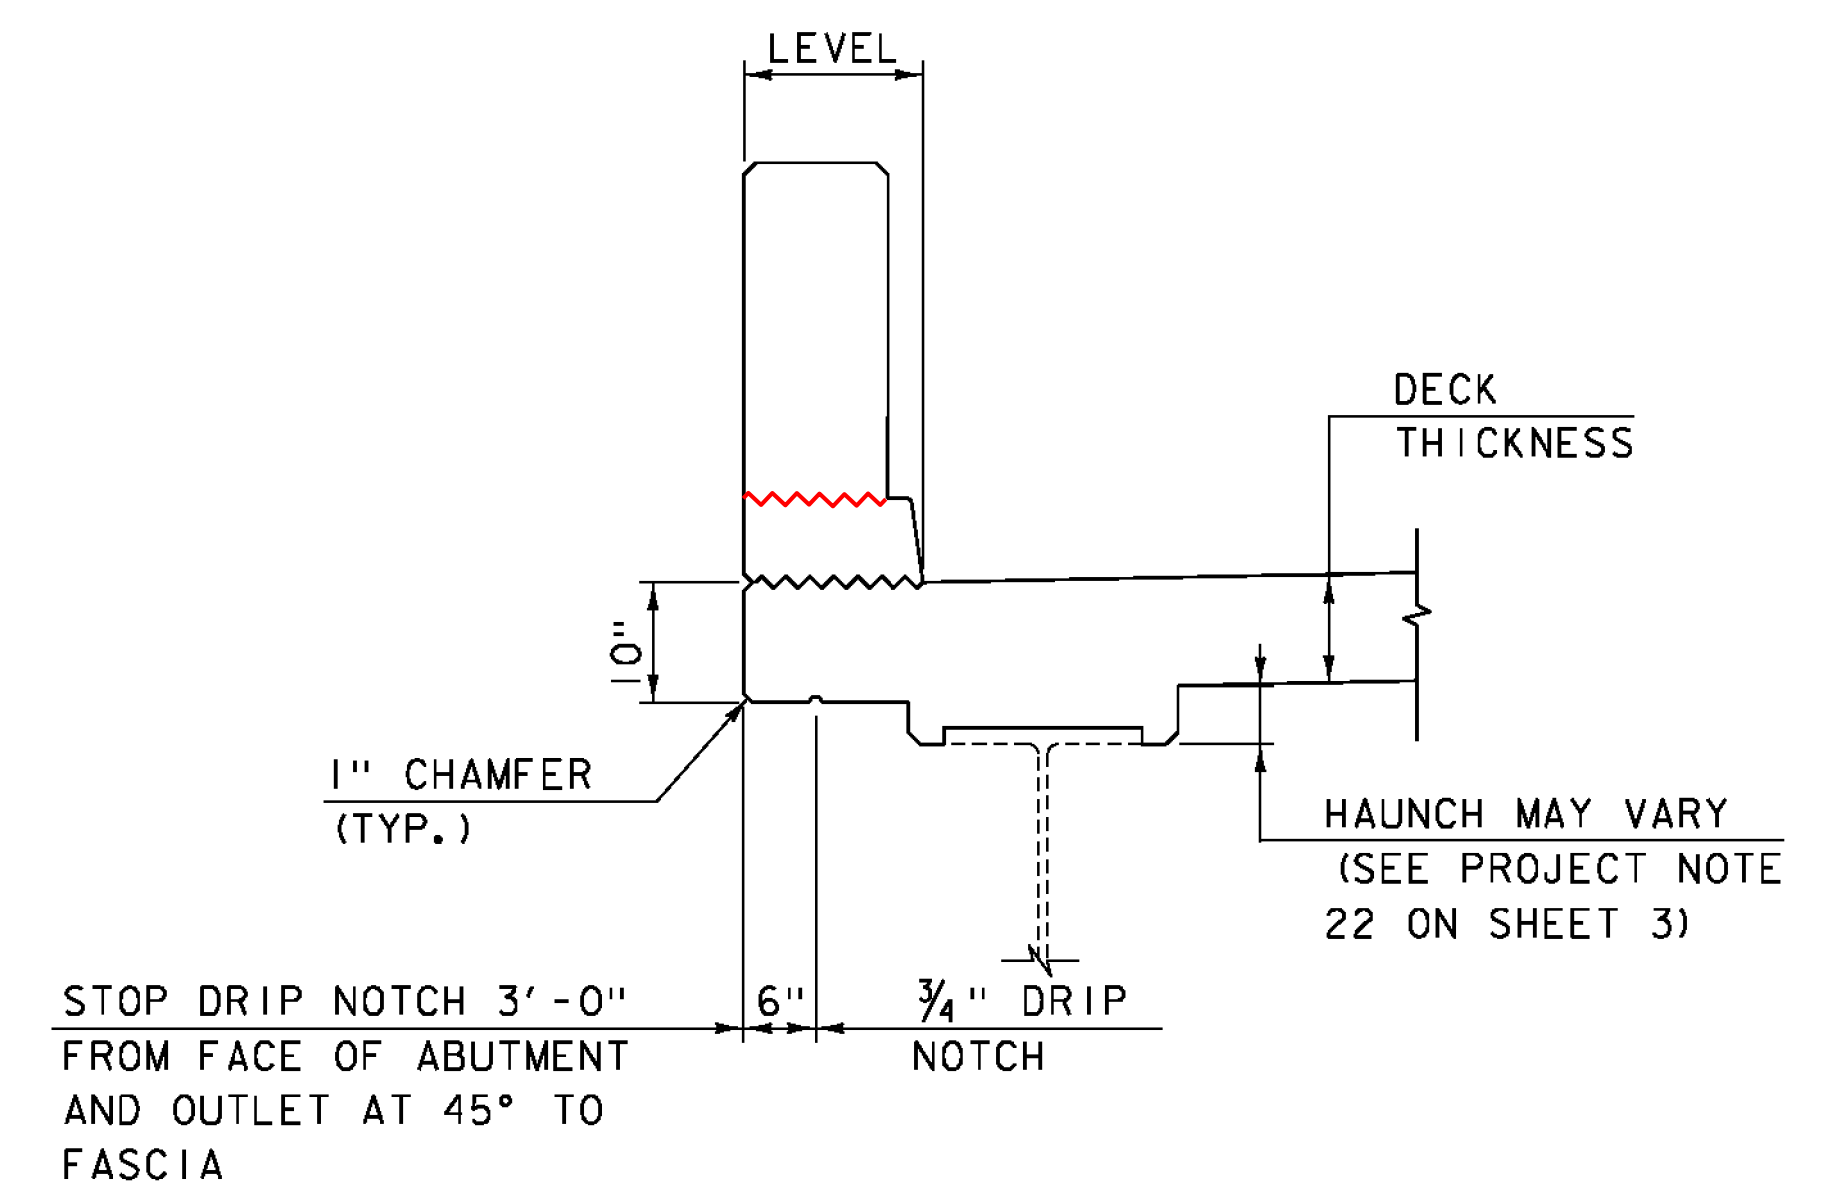 LEVEL
DECK
THICKNESS
10"
1" CHAMFER
(TYP.)
HAUNCH MAY VARY
(SEE PROJECT NOTE
22 ON SHEET 3)
STOP DRIP NOTCH 3'-0"
FROM FACE OF ABUTMENT
AND OUTLET AT 45° TO
FASCIA
6"
3/4" DRIP
NOTCH